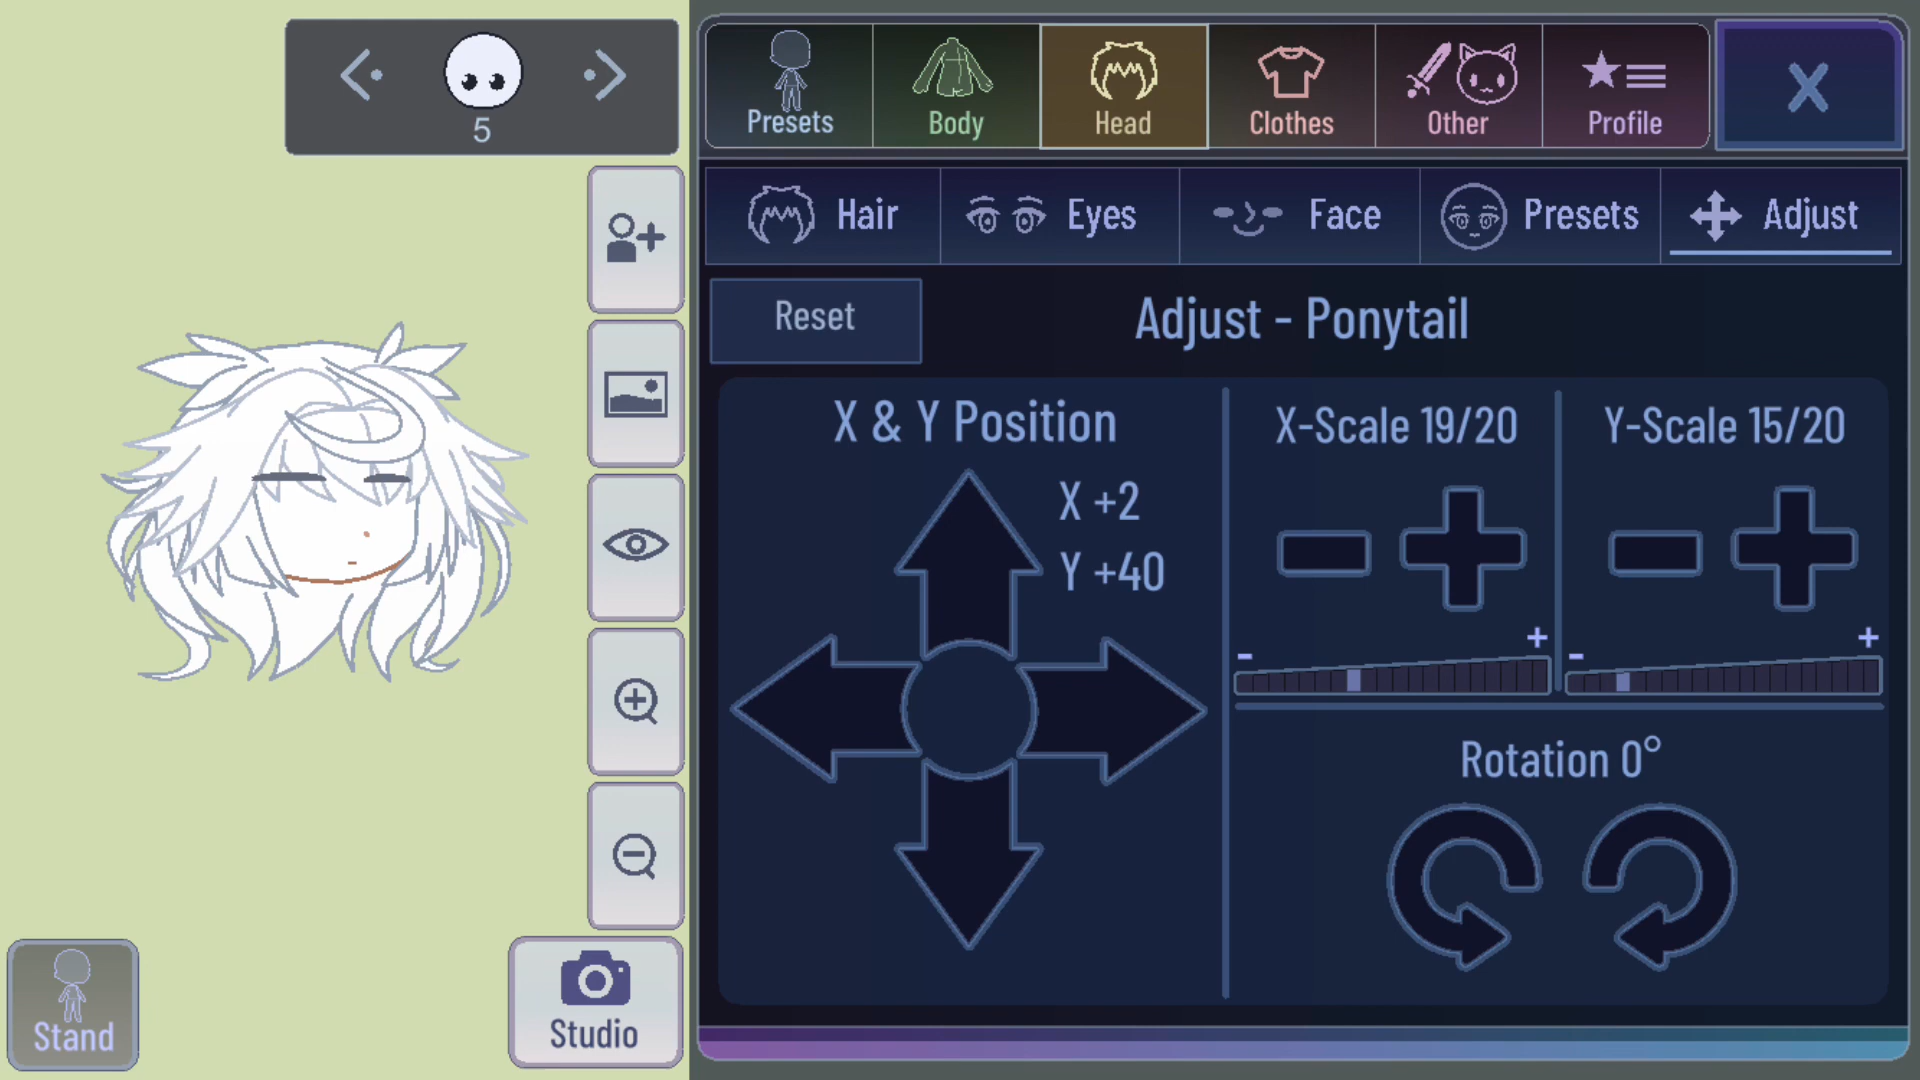 5
Presets
Body
Head
Clothes
Other
Profile
X
Hair
Eyes
Face
Presets
Adjust
Reset
Adjust - Ponytail
X & Y Position
X +2
Y +40
X-Scale 19/20
Y-Scale 15/20
- +
- +
Rotation 0°
Stand
Studio